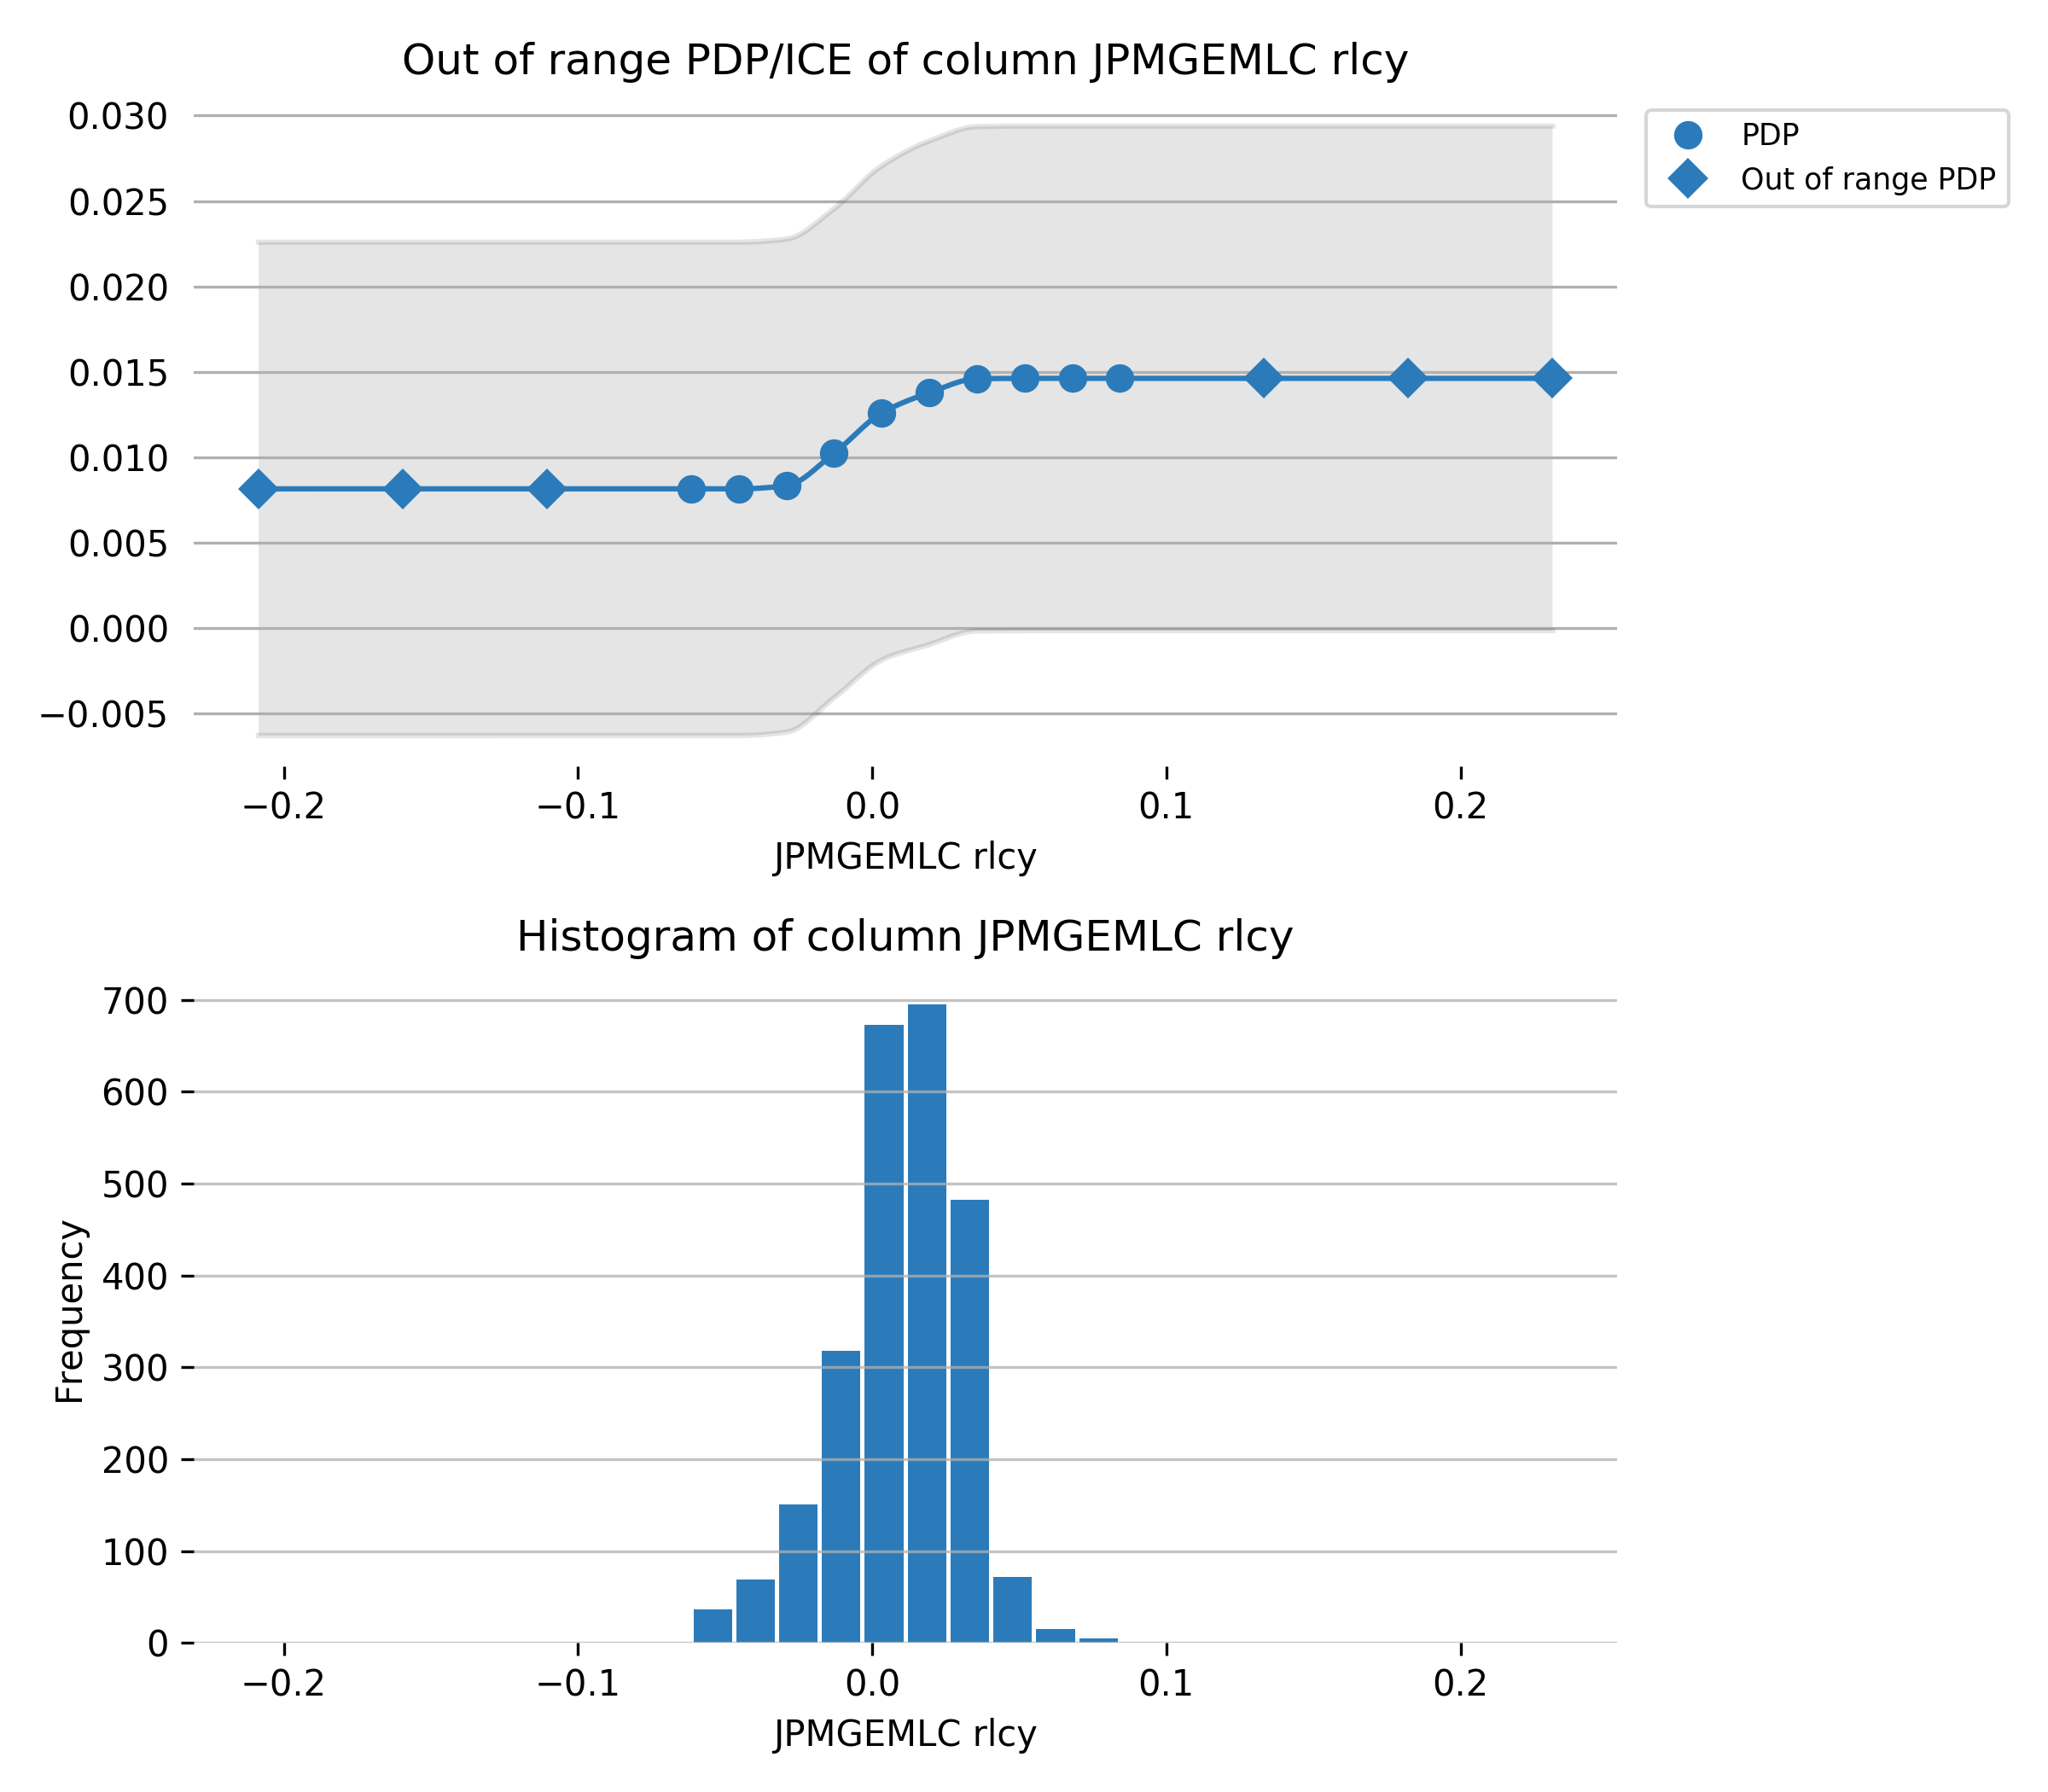 Out of range PDP/ICE of column JPMGEMLC rlcy
0.030
0.025
0.020
0.015
0.010
0.005
0.000
−0.005
−0.2 −0.1 0.0 0.1 0.2
JPMGEMLC rlcy
PDP
Out of range PDP
Histogram of column JPMGEMLC rlcy
700
600
500
400
300
200
100
0
Frequency
−0.2 −0.1 0.0 0.1 0.2
JPMGEMLC rlcy